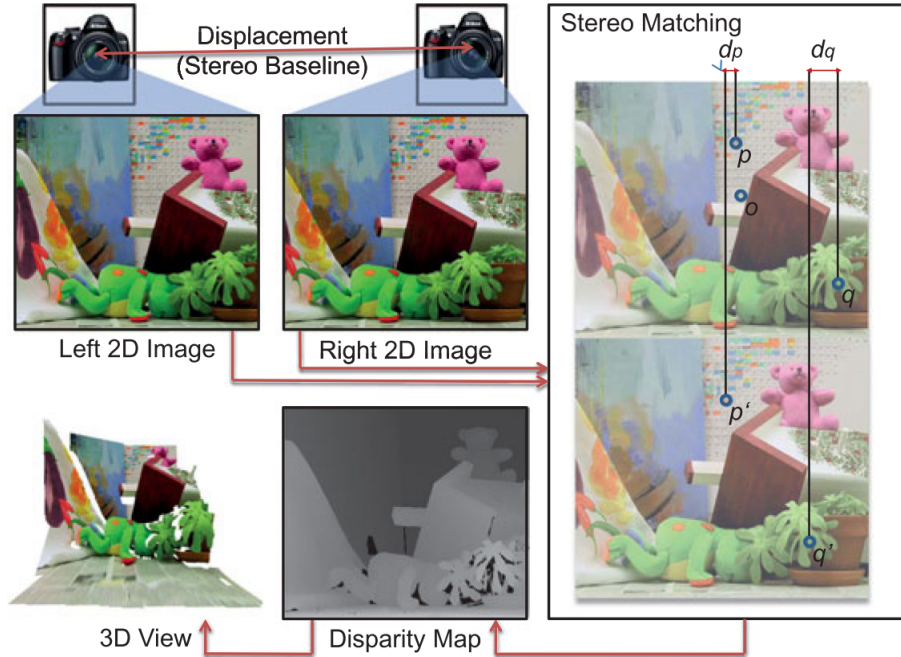 Displacement
(Stereo Baseline)
Stereo Matching
dp
dq
p
o
q
Left 2D Image
Right 2D Image
p‘
q’
3D View
Disparity Map